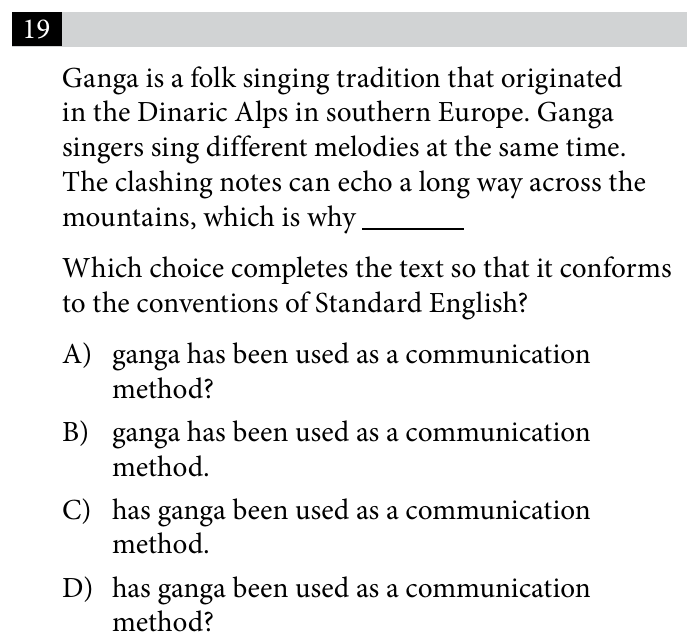 19
Ganga is a folk singing tradition that originated
in the Dinaric Alps in southern Europe. Ganga
singers sing different melodies at the same time.
The clashing notes can echo a long way across the
mountains, which is why _______
Which choice completes the text so that it conforms
to the conventions of Standard English?
A) ganga has been used as a communication
method?
B) ganga has been used as a communication
method.
C) has ganga been used as a communication
method.
D) has ganga been used as a communication
method?